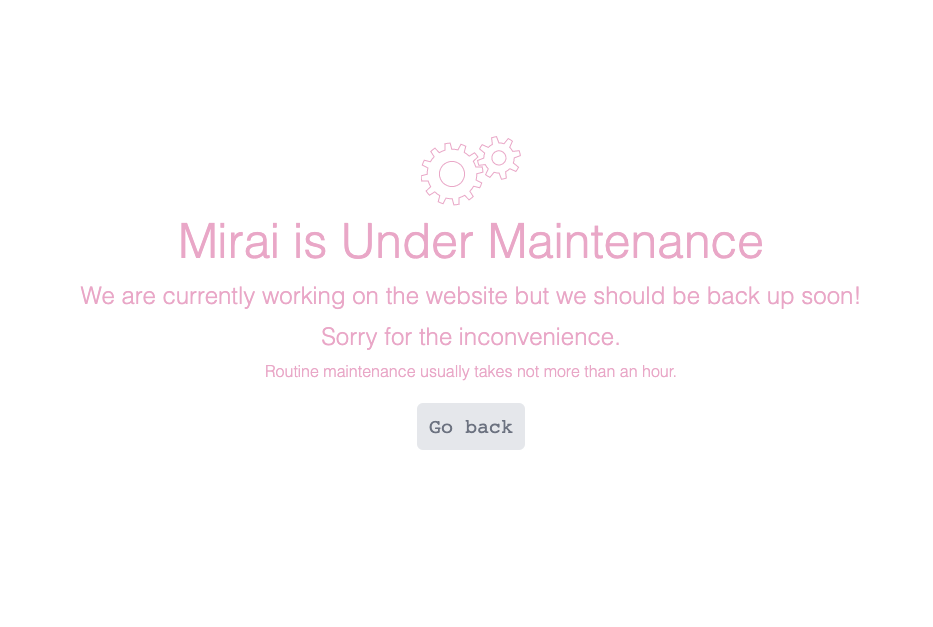 Mirai is Under Maintenance
We are currently working on the website but we should be back up soon!
Sorry for the inconvenience.
Routine maintenance usually takes not more than an hour.
Go back